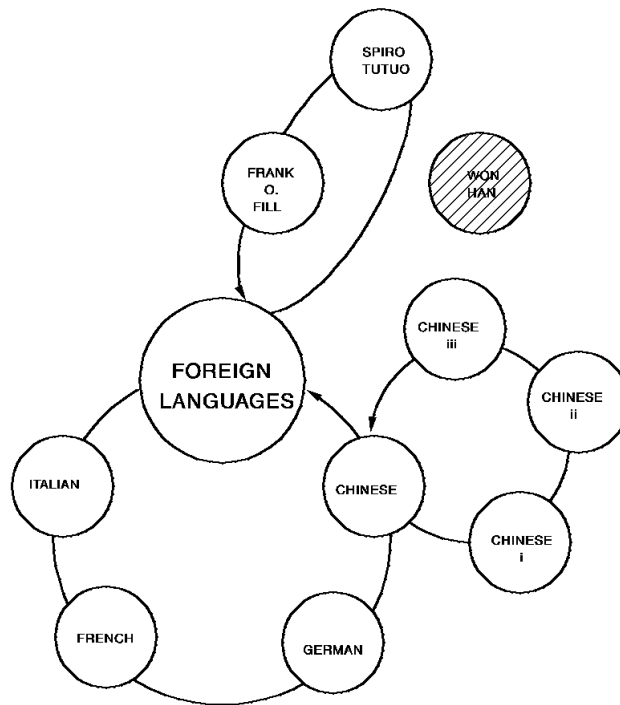 SPIRO
TUTUO
FRANK
O.
FILL
WON
HAN
FOREIGN
LANGUAGES
CHINESE
iii
CHINESE
ii
CHINESE
i
CHINESE
ITALIAN
FRENCH
GERMAN